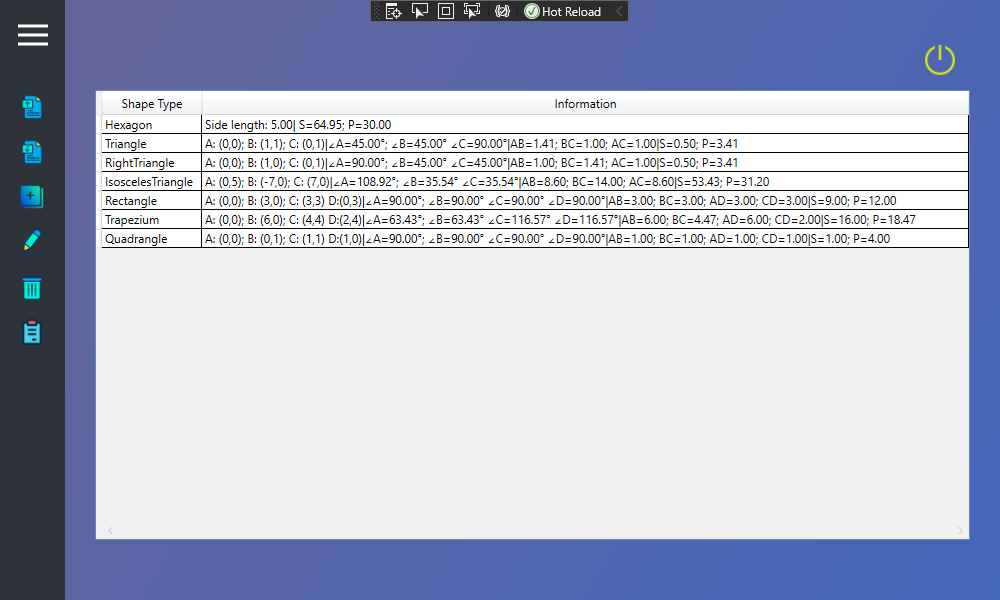 Hot Reload
Shape Type Information
Hexagon Side length: 5.00| S=64.95; P=30.00
Triangle A: (0,0); B: (1,1); C: (0,1)|∠A=45.00°; ∠B=45.00° ∠C=90.00°|AB=1.41; BC=1.00; AC=1.00|S=0.50; P=3.41
RightTriangle A: (0,0); B: (1,0); C: (0,1)|∠A=90.00°; ∠B=45.00° ∠C=45.00°|AB=1.00; BC=1.41; AC=1.00|S=0.50; P=3.41
IsoscelesTriangle A: (0,5); B: (-7,0); C: (7,0)|∠A=108.92°; ∠B=35.54° ∠C=35.54°|AB=8.60; BC=14.00; AC=8.60|S=53.43; P=31.20
Rectangle A: (0,0); B: (3,0); C: (3,3) D:(0,3)|∠A=90.00°; ∠B=90.00° ∠C=90.00° ∠D=90.00°|AB=3.00; BC=3.00; AD=3.00; CD=3.00|S=9.00; P=12.00
Trapezium A: (0,0); B: (6,0); C: (4,4) D:(2,4)|∠A=63.43°; ∠B=63.43° ∠C=116.57° ∠D=116.57°|AB=6.00; BC=4.47; AD=6.00; CD=2.00|S=16.00; P=18.47
Quadrangle A: (0,0); B: (0,1); C: (1,1) D:(1,0)|∠A=90.00°; ∠B=90.00° ∠C=90.00° ∠D=90.00°|AB=1.00; BC=1.00; AD=1.00; CD=1.00|S=1.00; P=4.00